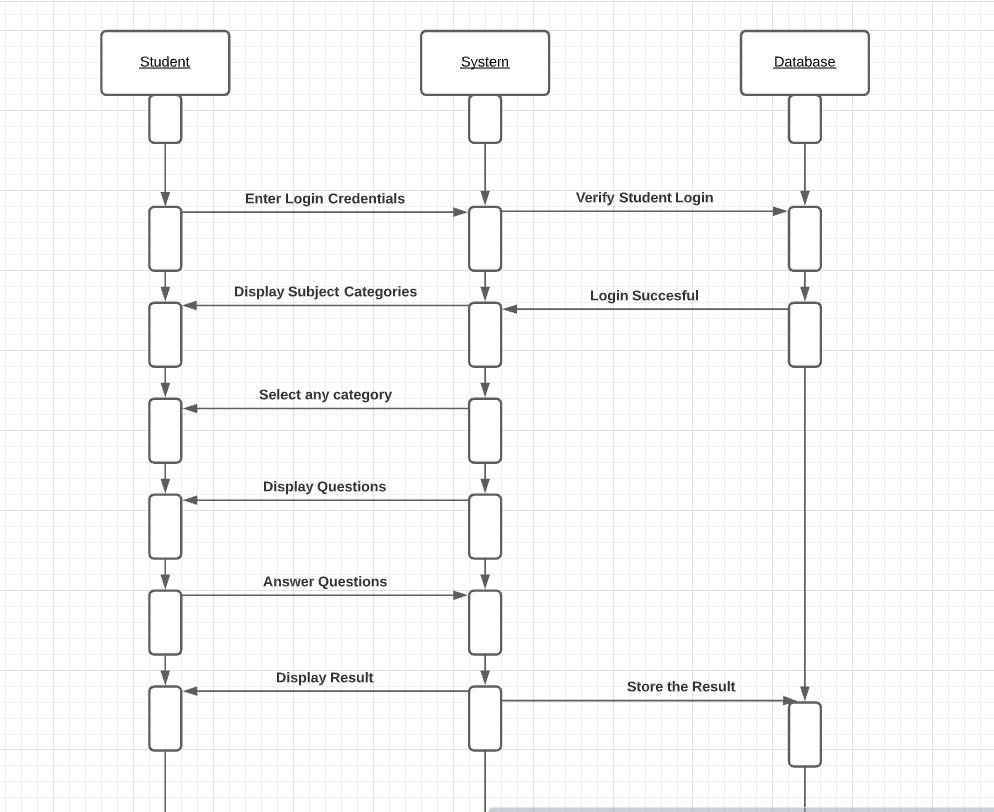 Student
System
Database
Enter Login Credentials
Verify Student Login
Display Subject Categories
Login Succesful
Select any category
Display Questions
Answer Questions
Display Result
Store the Result